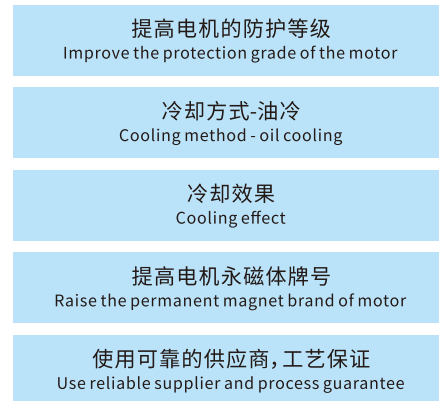 提高电机的防护等级
Improve the protection grade of the motor
冷却方式-油冷
Cooling method - oil cooling
冷却效果
Cooling effect
提高电机永磁体牌号
Raise the permanent magnet brand of motor
使用可靠的供应商，工艺保证
Use reliable supplier and process guarantee